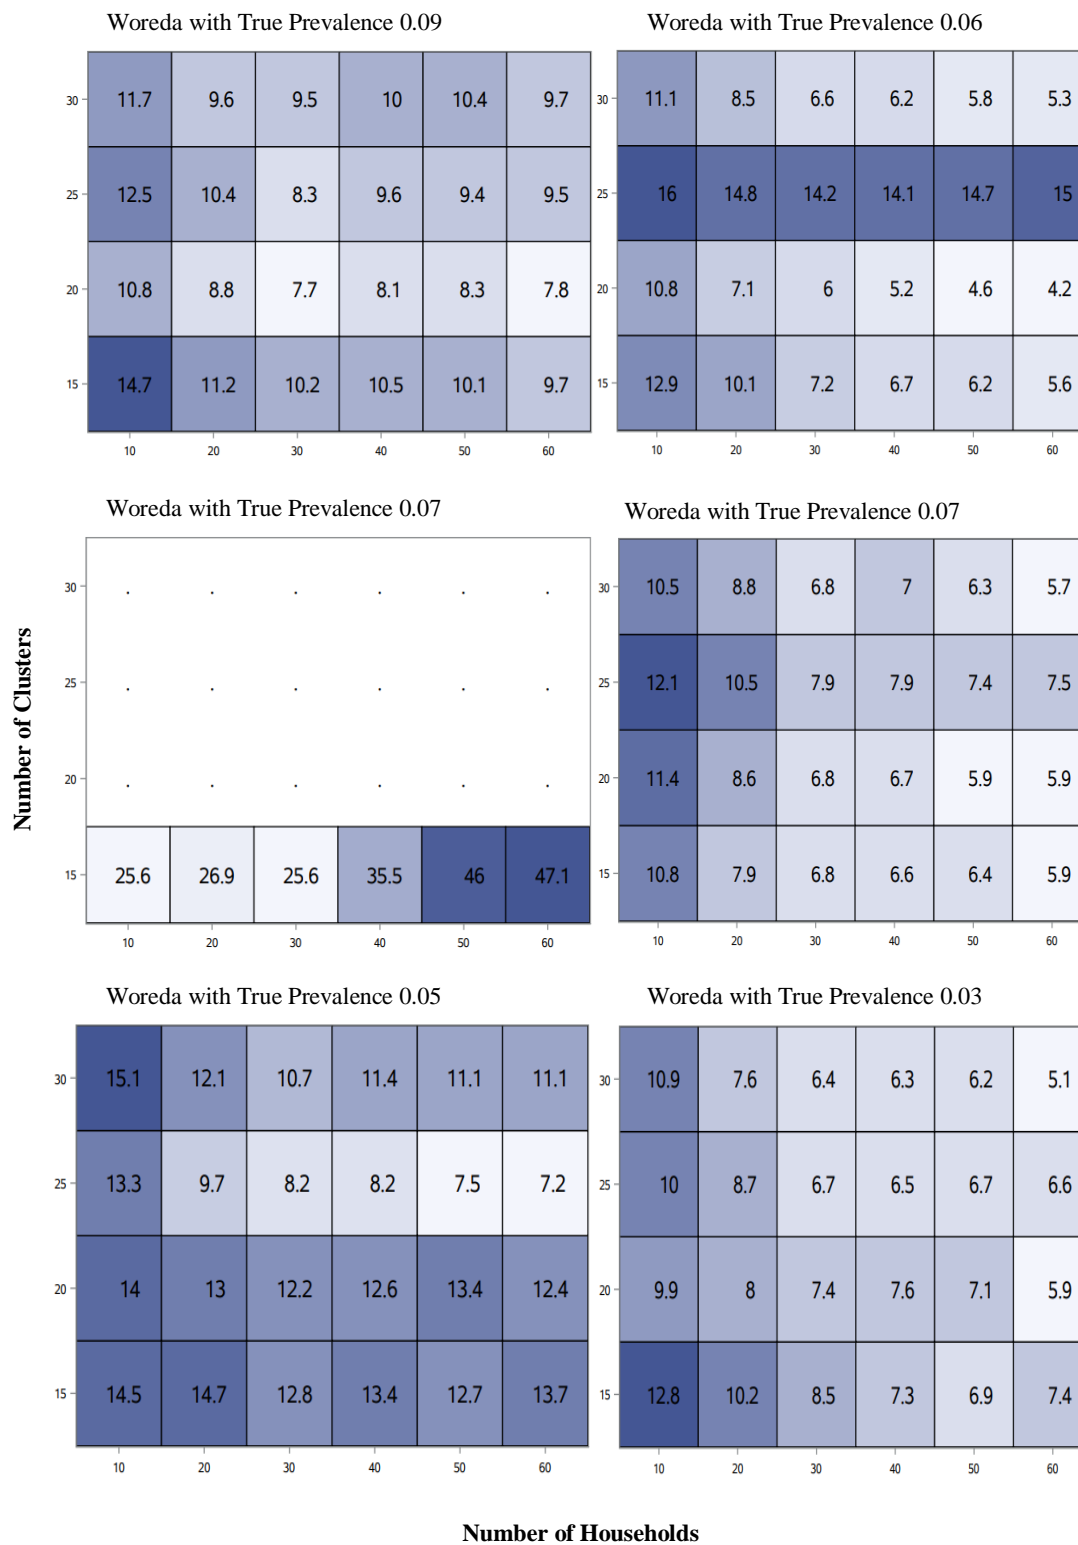 Woreda with True Prevalence 0.09
30 11.7 9.6 9.5 10 10.4 9.7
25 12.5 10.4 8.3 9.6 9.4 9.5
20 10.8 8.8 7.7 8.1 8.3 7.8
15 14.7 11.2 10.2 10.5 10.1 9.7
10 20 30 40 50 60
Woreda with True Prevalence 0.06
30 11.1 8.5 6.6 6.2 5.8 5.3
25 16 14.8 14.2 14.1 14.7 15
20 10.8 7.1 6 5.2 4.6 4.2
15 12.9 10.1 7.2 6.7 6.2 5.6
10 20 30 40 50 60
Number of Clusters
Woreda with True Prevalence 0.07
30 . . . . . .
25 . . . . . .
20 . . . . . .
15 25.6 26.9 25.6 35.5 46 47.1
10 20 30 40 50 60
Woreda with True Prevalence 0.07
30 10.5 8.8 6.8 7 6.3 5.7
25 12.1 10.5 7.9 7.9 7.4 7.5
20 11.4 8.6 6.8 6.7 5.9 5.9
15 10.8 7.9 6.8 6.6 6.4 5.9
10 20 30 40 50 60
Woreda with True Prevalence 0.05
30 15.1 12.1 10.7 11.4 11.1 11.1
25 13.3 9.7 8.2 8.2 7.5 7.2
20 14 13 12.2 12.6 13.4 12.4
15 14.5 14.7 12.8 13.4 12.7 13.7
10 20 30 40 50 60
Woreda with True Prevalence 0.03
30 10.9 7.6 6.4 6.3 6.2 5.1
25 10 8.7 6.7 6.5 6.7 6.6
20 9.9 8 7.4 7.6 7.1 5.9
15 12.8 10.2 8.5 7.3 6.9 7.4
10 20 30 40 50 60
Number of Households